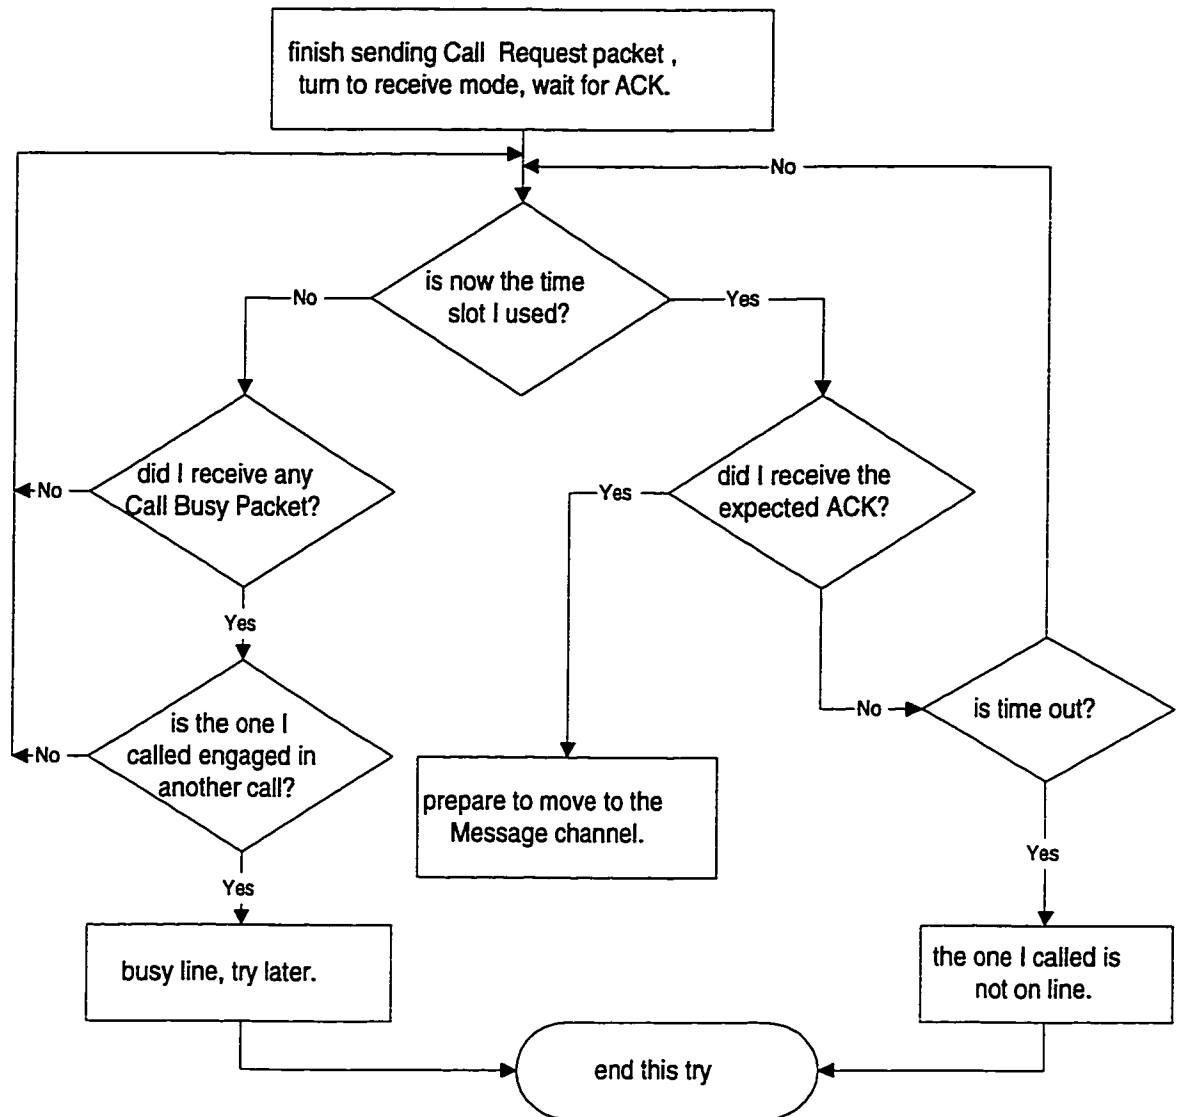 finish sending Call Request packet ,
turn to receive mode, wait for ACK.
No
is now the time
slot I used?
No
Yes
did I receive any
Call Busy Packet?
No
did I receive the
expected ACK?
Yes
Yes
No
is time out?
is the one I
called engaged in
another call?
No
prepare to move to the
Message channel.
Yes
Yes
busy line, try later.
the one I called is
not on line.
end this try